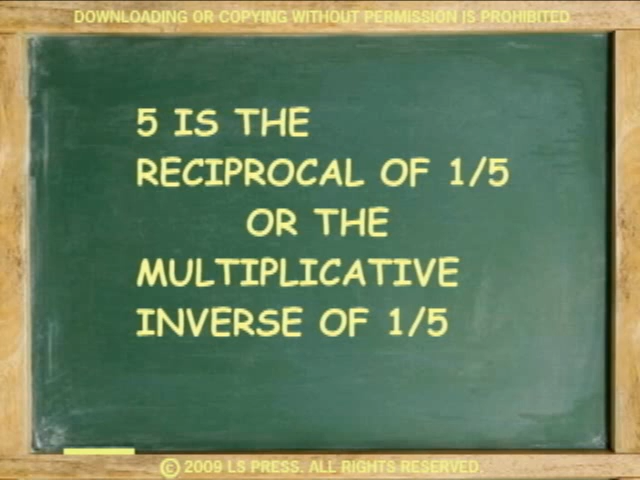 DOWNLOADING OR COPYING WITHOUT PERMISSION IS PROHIBITED
5 IS THE
RECIPROCAL OF 1/5
OR THE
MULTIPLICATIVE
INVERSE OF 1/5
© 2009 LS PRESS. ALL RIGHTS RESERVED.